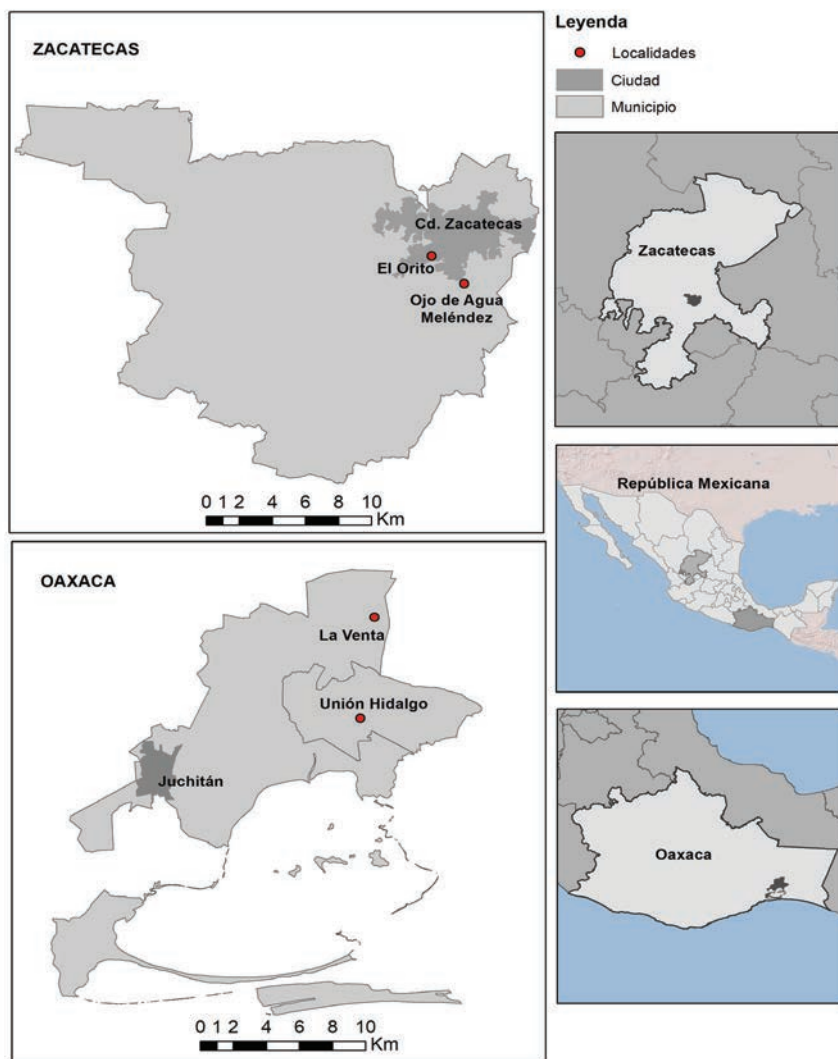 ZACATECAS
Cd. Zacatecas
El Orito
Ojo de Agua
Meléndez
0 1 2 4 6 8 10
Km
Leyenda
Localidades
Ciudad
Municipio
Zacatecas
República Mexicana
OAXACA
La Venta
Unión Hidalgo
Juchitán
0 1 2 4 6 8 10
Km
Oaxaca